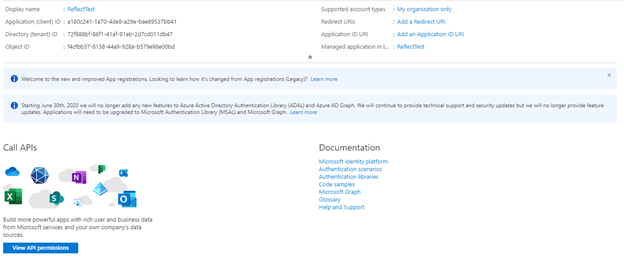 Display name : ReflectTest
Application (client) ID : a180c241-1a70-4de8-a29e-bae69537bb41
Directory (tenant) ID : 72f988bf-86f1-41af-91ab-2d7cd011db47
Object ID : f4cfbb37-8138-44a9-928a-b579e98e00bd
Supported account types : My organization only
Redirect URIs : Add a Redirect URI
Application ID URI : Add an Application ID URI
Managed application in l... : ReflectTest
Welcome to the new and improved App registrations. Looking to learn how it's changed from App registrations (Legacy)? Learn more
Starting June 30th, 2020 we will no longer add any new features to Azure Active Directory Authentication Library (ADAL) and Azure AD Graph. We will continue to provide technical support and security updates but we will no longer provide feature
updates. Applications will need to be upgraded to Microsoft Authentication Library (MSAL) and Microsoft Graph. Learn more
Call APIs
Build more powerful apps with rich user and business data
from Microsoft services and your own company's data
sources.
View API permissions
Documentation
Microsoft identity platform
Authentication scenarios
Authentication libraries
Code samples
Microsoft Graph
Glossary
Help and Support